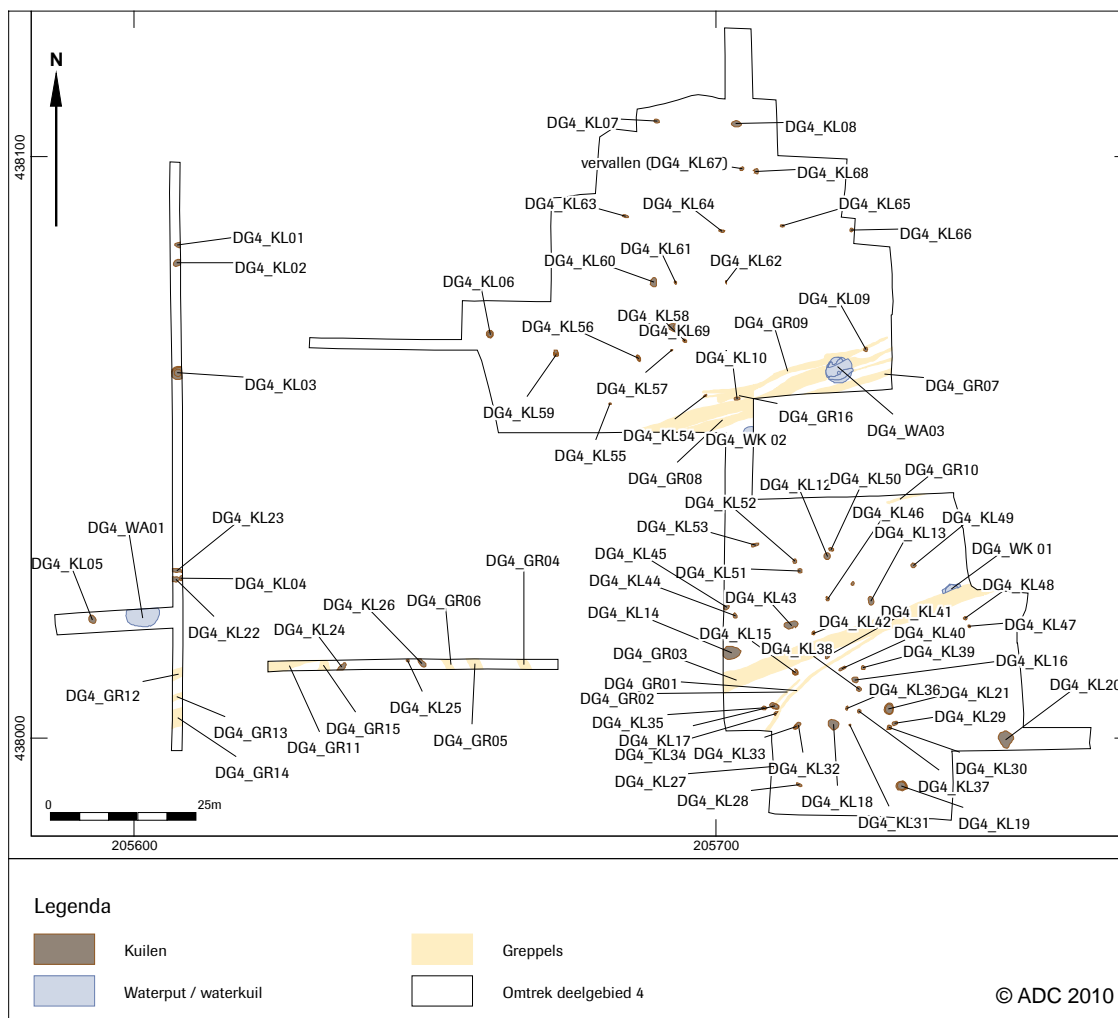 N
438100
438000
205600
205700
0
25m
DG4_KL07
DG4_KL08
vervallen (DG4_KL67)
DG4_KL68
DG4_KL63
DG4_KL64
DG4_KL65
DG4_KL66
DG4_KL01
DG4_KL02
DG4_KL61
DG4_KL60
DG4_KL62
DG4_KL06
DG4_KL09
DG4_KL58
DG4_KL56
DG4_KL69
DG4_GR09
DG4_KL10
DG4_KL03
DG4_KL57
DG4_GR07
DG4_KL59
DG4_GR16
DG4_KL54
DG4_WK 02
DG4_WA03
DG4_KL55
DG4_GR08
DG4_KL50
DG4_GR10
DG4_KL12
DG4_KL52
DG4_KL46
DG4_KL23
DG4_WA01
DG4_KL53
DG4_KL13
DG4_KL49
DG4_KL05
DG4_GR04
DG4_KL45
DG4_WK 01
DG4_KL04
DG4_GR06
DG4_KL44
DG4_KL51
DG4_KL48
DG4_KL26
DG4_KL43
DG4_KL14
DG4_KL41
DG4_KL22
DG4_KL24
DG4_KL42
DG4_KL47
DG4_KL15
DG4_KL40
DG4_KL38
DG4_KL39
DG4_GR03
DG4_KL16
DG4_GR12
DG4_GR01
DG4_KL36
DG4_KL20
DG4_GR02
DG4_KL21
DG4_KL25
DG4_KL35
DG4_KL29
DG4_GR13
DG4_GR15
DG4_GR05
DG4_KL17
DG4_GR11
DG4_KL34
DG4_KL33
DG4_GR14
DG4_KL32
DG4_KL30
DG4_KL27
DG4_KL37
DG4_KL28
DG4_KL18
DG4_KL31
DG4_KL19
Legenda
Kuilen
Greppels
Waterput / waterkuil
Omtrek deelgebied 4
© ADC 2010